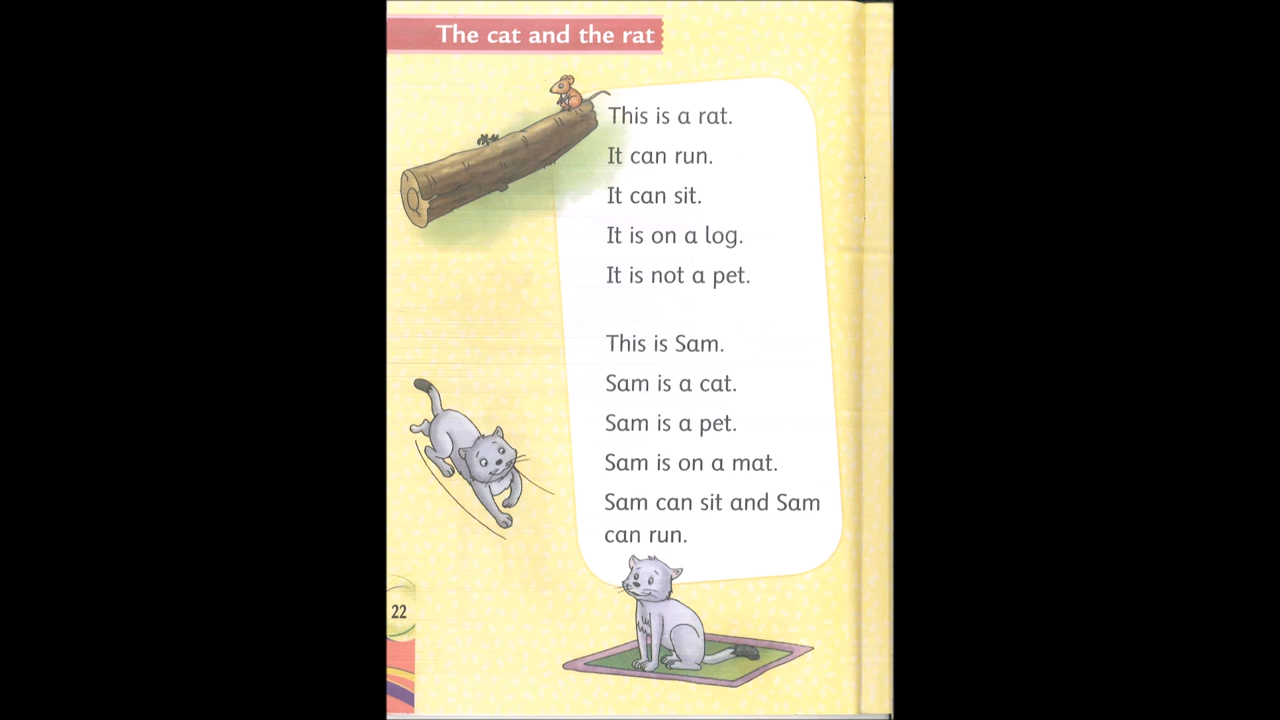 The cat and the rat
This is a rat.
It can run.
It can sit.
It is on a log.
It is not a pet.
This is Sam.
Sam is a cat.
Sam is a pet.
Sam is on a mat.
Sam can sit and Sam
can run.
22